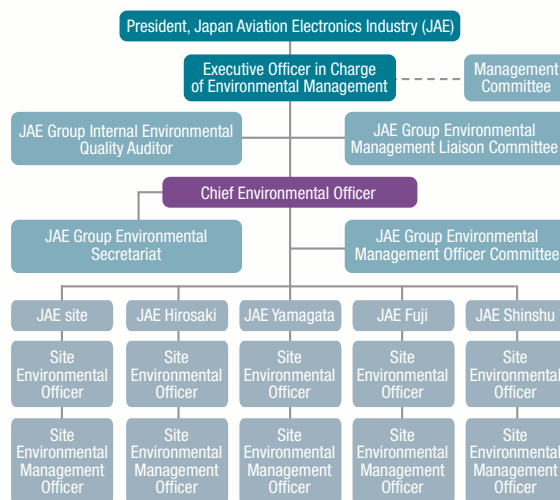 President, Japan Aviation Electronics Industry (JAE)
Executive Officer in Charge
of Environmental Management
Management
Committee
JAE Group Internal Environmental
Quality Auditor
JAE Group Environmental
Management Liaison Committee
Chief Environmental Officer
JAE Group Environmental
Secretariat
JAE Group Environmental
Management Officer Committee
JAE site
JAE Hirosaki
JAE Yamagata
JAE Fuji
JAE Shinshu
Site
Environmental
Officer
Site
Environmental
Officer
Site
Environmental
Officer
Site
Environmental
Officer
Site
Environmental
Officer
Site
Environmental
Management
Officer
Site
Environmental
Management
Officer
Site
Environmental
Management
Officer
Site
Environmental
Management
Officer
Site
Environmental
Management
Officer